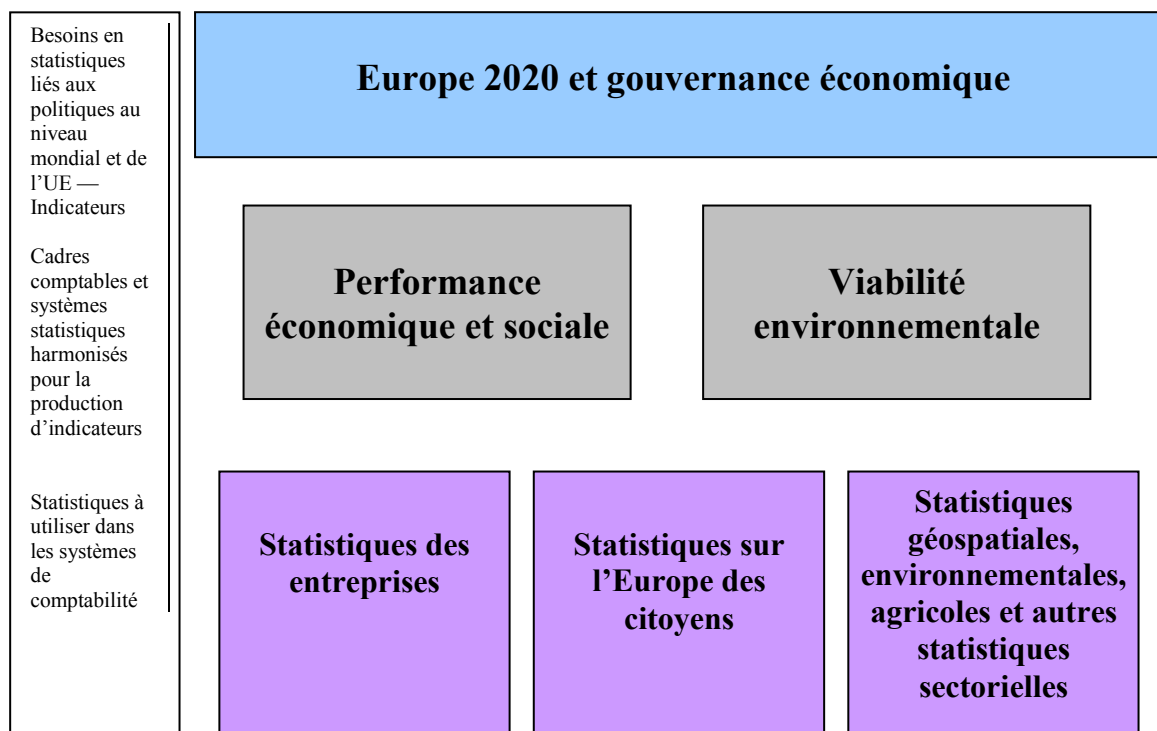 Besoins en
statistiques
liés aux
politiques au
niveau
mondial et de
l’UE —
Indicateurs
Cadres
comptables et
systèmes
statistiques
harmonisés
pour la
production
d’indicateurs
Statistiques à
utiliser dans
les systèmes
de
comptabilité
Europe 2020 et gouvernance économique
Performance
économique et sociale
Viabilité
environnementale
Statistiques des
entreprises
Statistiques sur
l’Europe des
citoyens
Statistiques
géospatiales,
environnementales,
agricoles et autres
statistiques
sectorielles